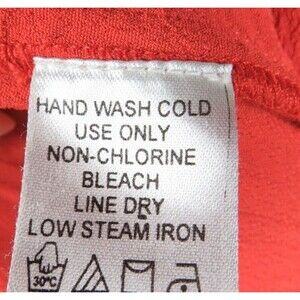 HAND WASH COLD
USE ONLY
NON-CHLORINE
BLEACH
LINE DRY
LOW STEAM IRON
30°C